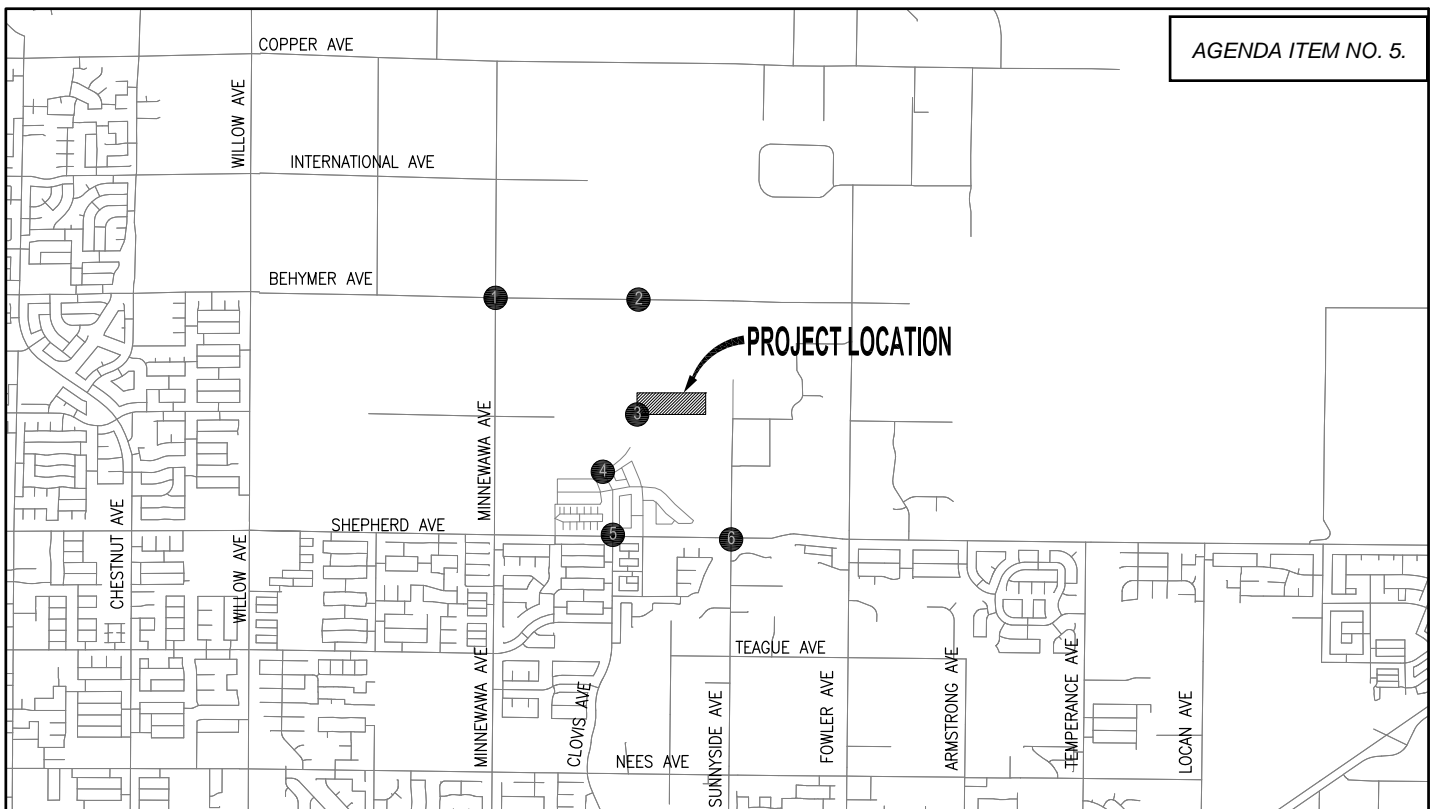 AGENDA ITEM NO. 5.
COPPER AVE
WILLOW AVE
INTERNATIONAL AVE
BEHYMER AVE
1
2
PROJECT LOCATION
3
MINNEWAWA AVE
4
CHESTNUT AVE
SHEPHERD AVE
5
6
WILLOW AVE
TEAGUE AVE
MINNEWAWA AVE
CLOVIS AVE
NEES AVE
SUNNYSIDE AVE
FOWLER AVE
ARMSTRONG AVE
TEMPERANCE AVE
LOCAN AVE